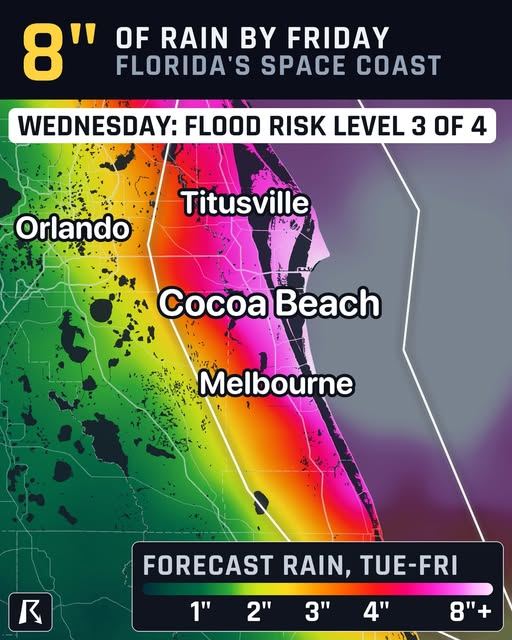 8" OF RAIN BY FRIDAY
FLORIDA'S SPACE COAST
WEDNESDAY: FLOOD RISK LEVEL 3 OF 4
Titusville
Orlando
Cocoa Beach
Melbourne
FORECAST RAIN, TUE-FRI
1" 2" 3" 4" 8"+